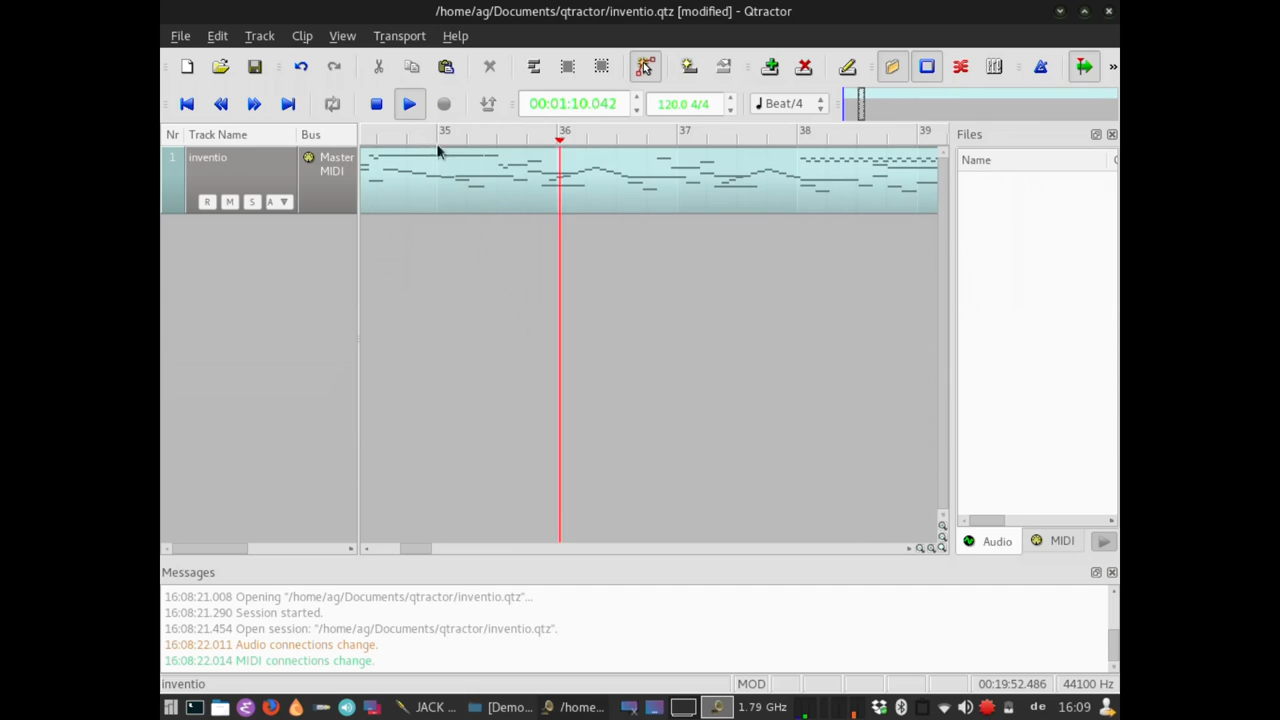 /home/ag/Documents/qtractor/inventio.qtz [modified] - Qtractor
File Edit Track Clip View Transport Help
»
00:01:10.042 120.0 4/4 Beat/4
Nr Track Name Bus 35 36 37 38 39 Files
1 inventio Master
MIDI
Name
R M S A
Audio MIDI
Messages
16:08:21.008 Opening "/home/ag/Documents/qtractor/inventio.qtz"...
16:08:21.290 Session started.
16:08:21.454 Open session: "/home/ag/Documents/qtractor/inventio.qtz".
16:08:22.011 Audio connections change.
16:08:22.014 MIDI connections change.
inventio MOD 00:19:52.486 44100 Hz
JACK ... [Demo... /home... 1.79 GHz de 16:09